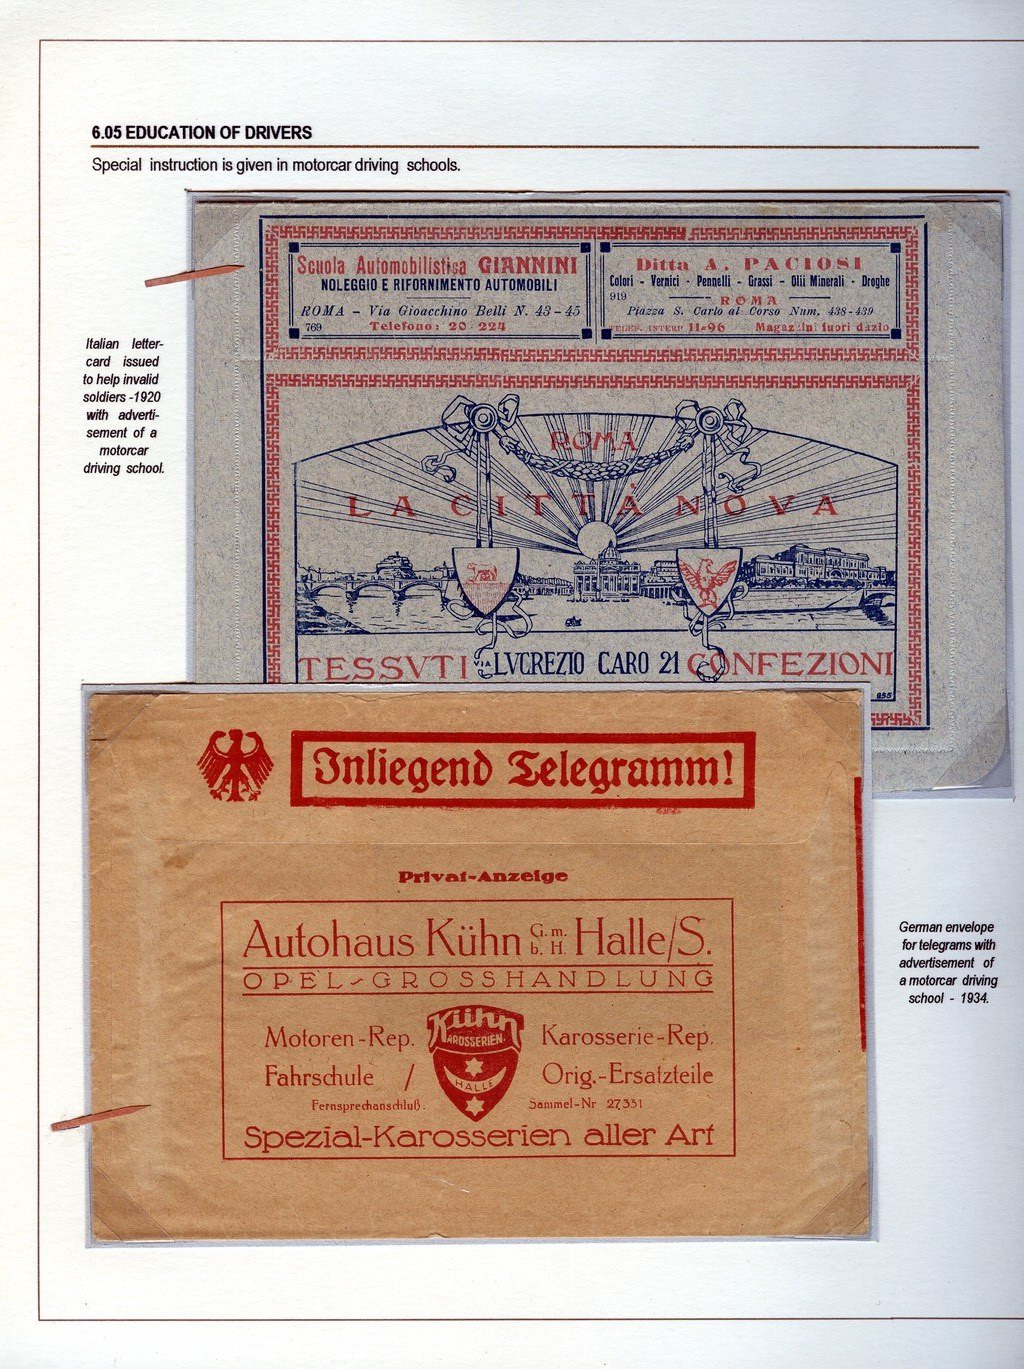 6.05 EDUCATION OF DRIVERS
Special instruction is given in motorcar driving schools.
Italian letter-
card issued
to help invalid
soldiers -1920
with adverti-
sement of a
motorcar
driving school.
Scuola Automobilistica GIANNINI
NOLEGGIO E RIFORNIMENTO AUTOMOBILI
ROMA - Via Gioacchino Belli N. 43-45
769 Telefono: 20 224
Ditta A. PACIOSI
Colori - Vernici - Pennelli - Grassi - Olii Minerali - Droghe
919
ROMA
Piazza S. Carlo al Corso Num. 438-439
11-96 Magazzini fuori dazio
ROMA
LA CITTÀ NOVA
TESSVTI VIA LVCREZIO CARO 21 CONFEZIONI
Inliegend Telegramm!
Privat-Anzeige
Autohaus Kühn G.m. b.H. Halle/S.
OPEL-GROSSHANDLUNG
Motoren-Rep. Karosserie-Rep.
Fahrschule / Orig.-Ersatzteile
Kühn
KAROSSERIEN
HALLE
Fernsprechanschluß. Sammel-Nr 27351
Spezial-Karosserien aller Art
German envelope
for telegrams with
advertisement of
a motorcar driving
school - 1934.